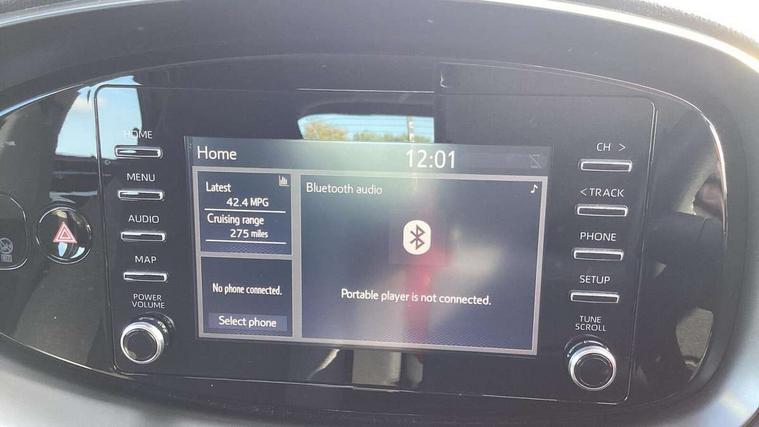 HOME
MENU
AUDIO
MAP
POWER
VOLUME
Home
12:01
Latest
42.4 MPG
Cruising range
275 miles
No phone connected.
Select phone
Bluetooth audio
Portable player is not connected.
CH >
< TRACK
PHONE
SETUP
TUNE
SCROLL